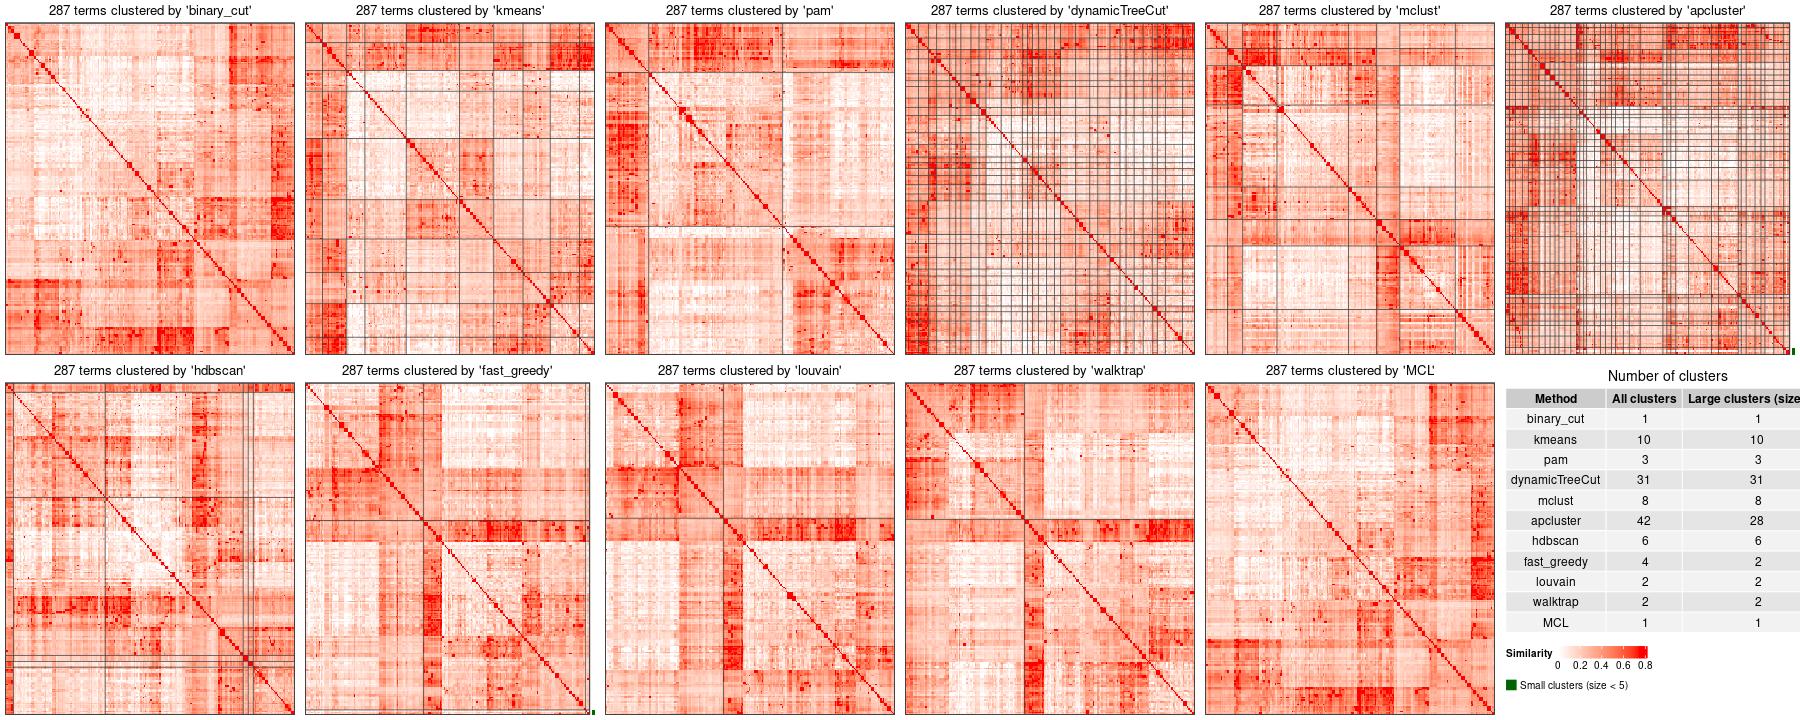 287 terms clustered by 'binary_cut'
287 terms clustered by 'kmeans'
287 terms clustered by 'pam'
287 terms clustered by 'dynamicTreeCut'
287 terms clustered by 'mclust'
287 terms clustered by 'apcluster'
287 terms clustered by 'hdbscan'
287 terms clustered by 'fast_greedy'
287 terms clustered by 'louvain'
287 terms clustered by 'walktrap'
287 terms clustered by 'MCL'
Number of clusters
Method All clusters Large clusters (size
binary_cut 1 1
kmeans 10 10
pam 3 3
dynamicTreeCut 31 31
mclust 8 8
apcluster 42 28
hdbscan 6 6
fast_greedy 4 2
louvain 2 2
walktrap 2 2
MCL 1 1
Similarity
0 0.2 0.4 0.6 0.8
Small clusters (size < 5)